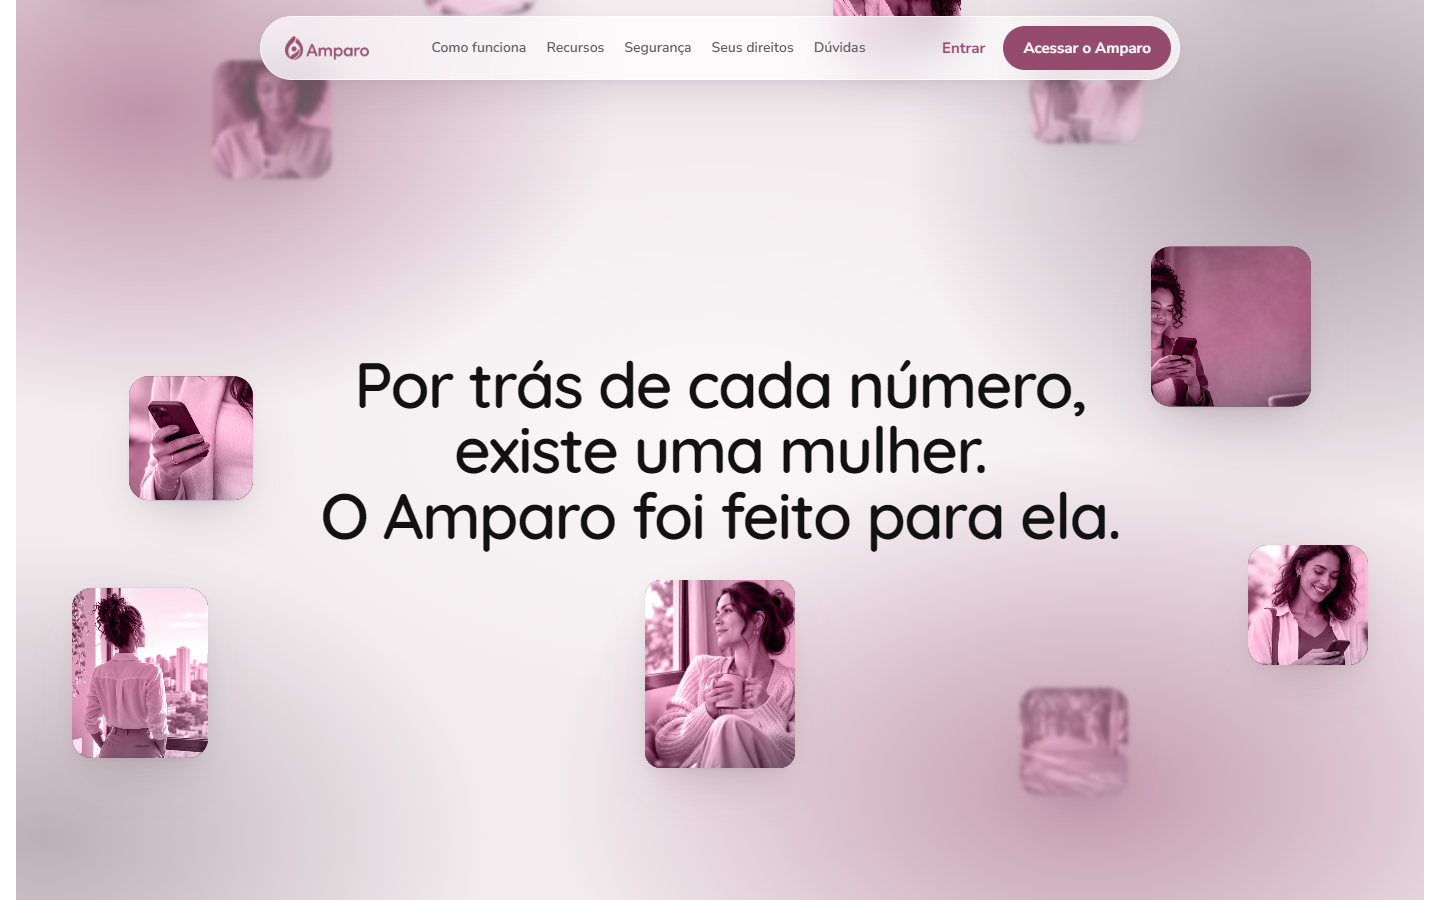 Amparo
Como funciona
Recursos
Segurança
Seus direitos
Dúvidas
Entrar
Acessar o Amparo
Por trás de cada número,
existe uma mulher.
O Amparo foi feito para ela.